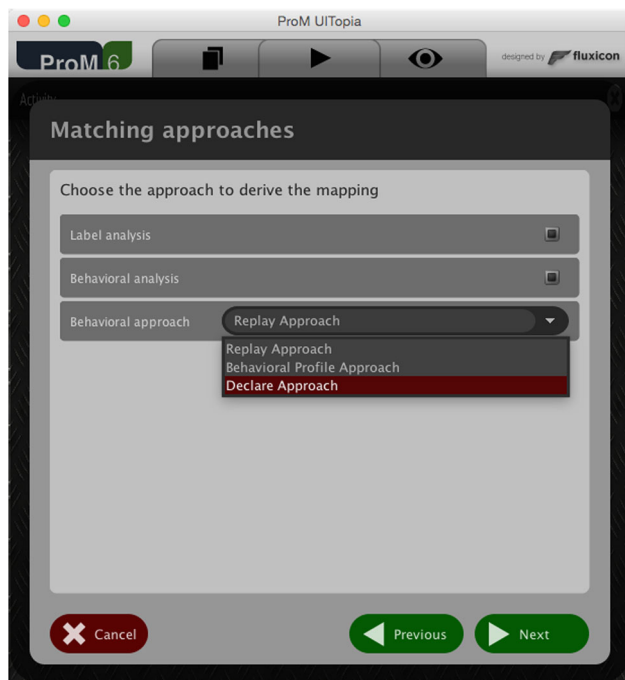 ProM UITopia
ProM 6
designed by fluxicon
Activity
Matching approaches
Choose the approach to derive the mapping
Label analysis
Behavioral analysis
Behavioral approach Replay Approach
Replay Approach
Behavioral Profile Approach
Declare Approach
Cancel Previous Next